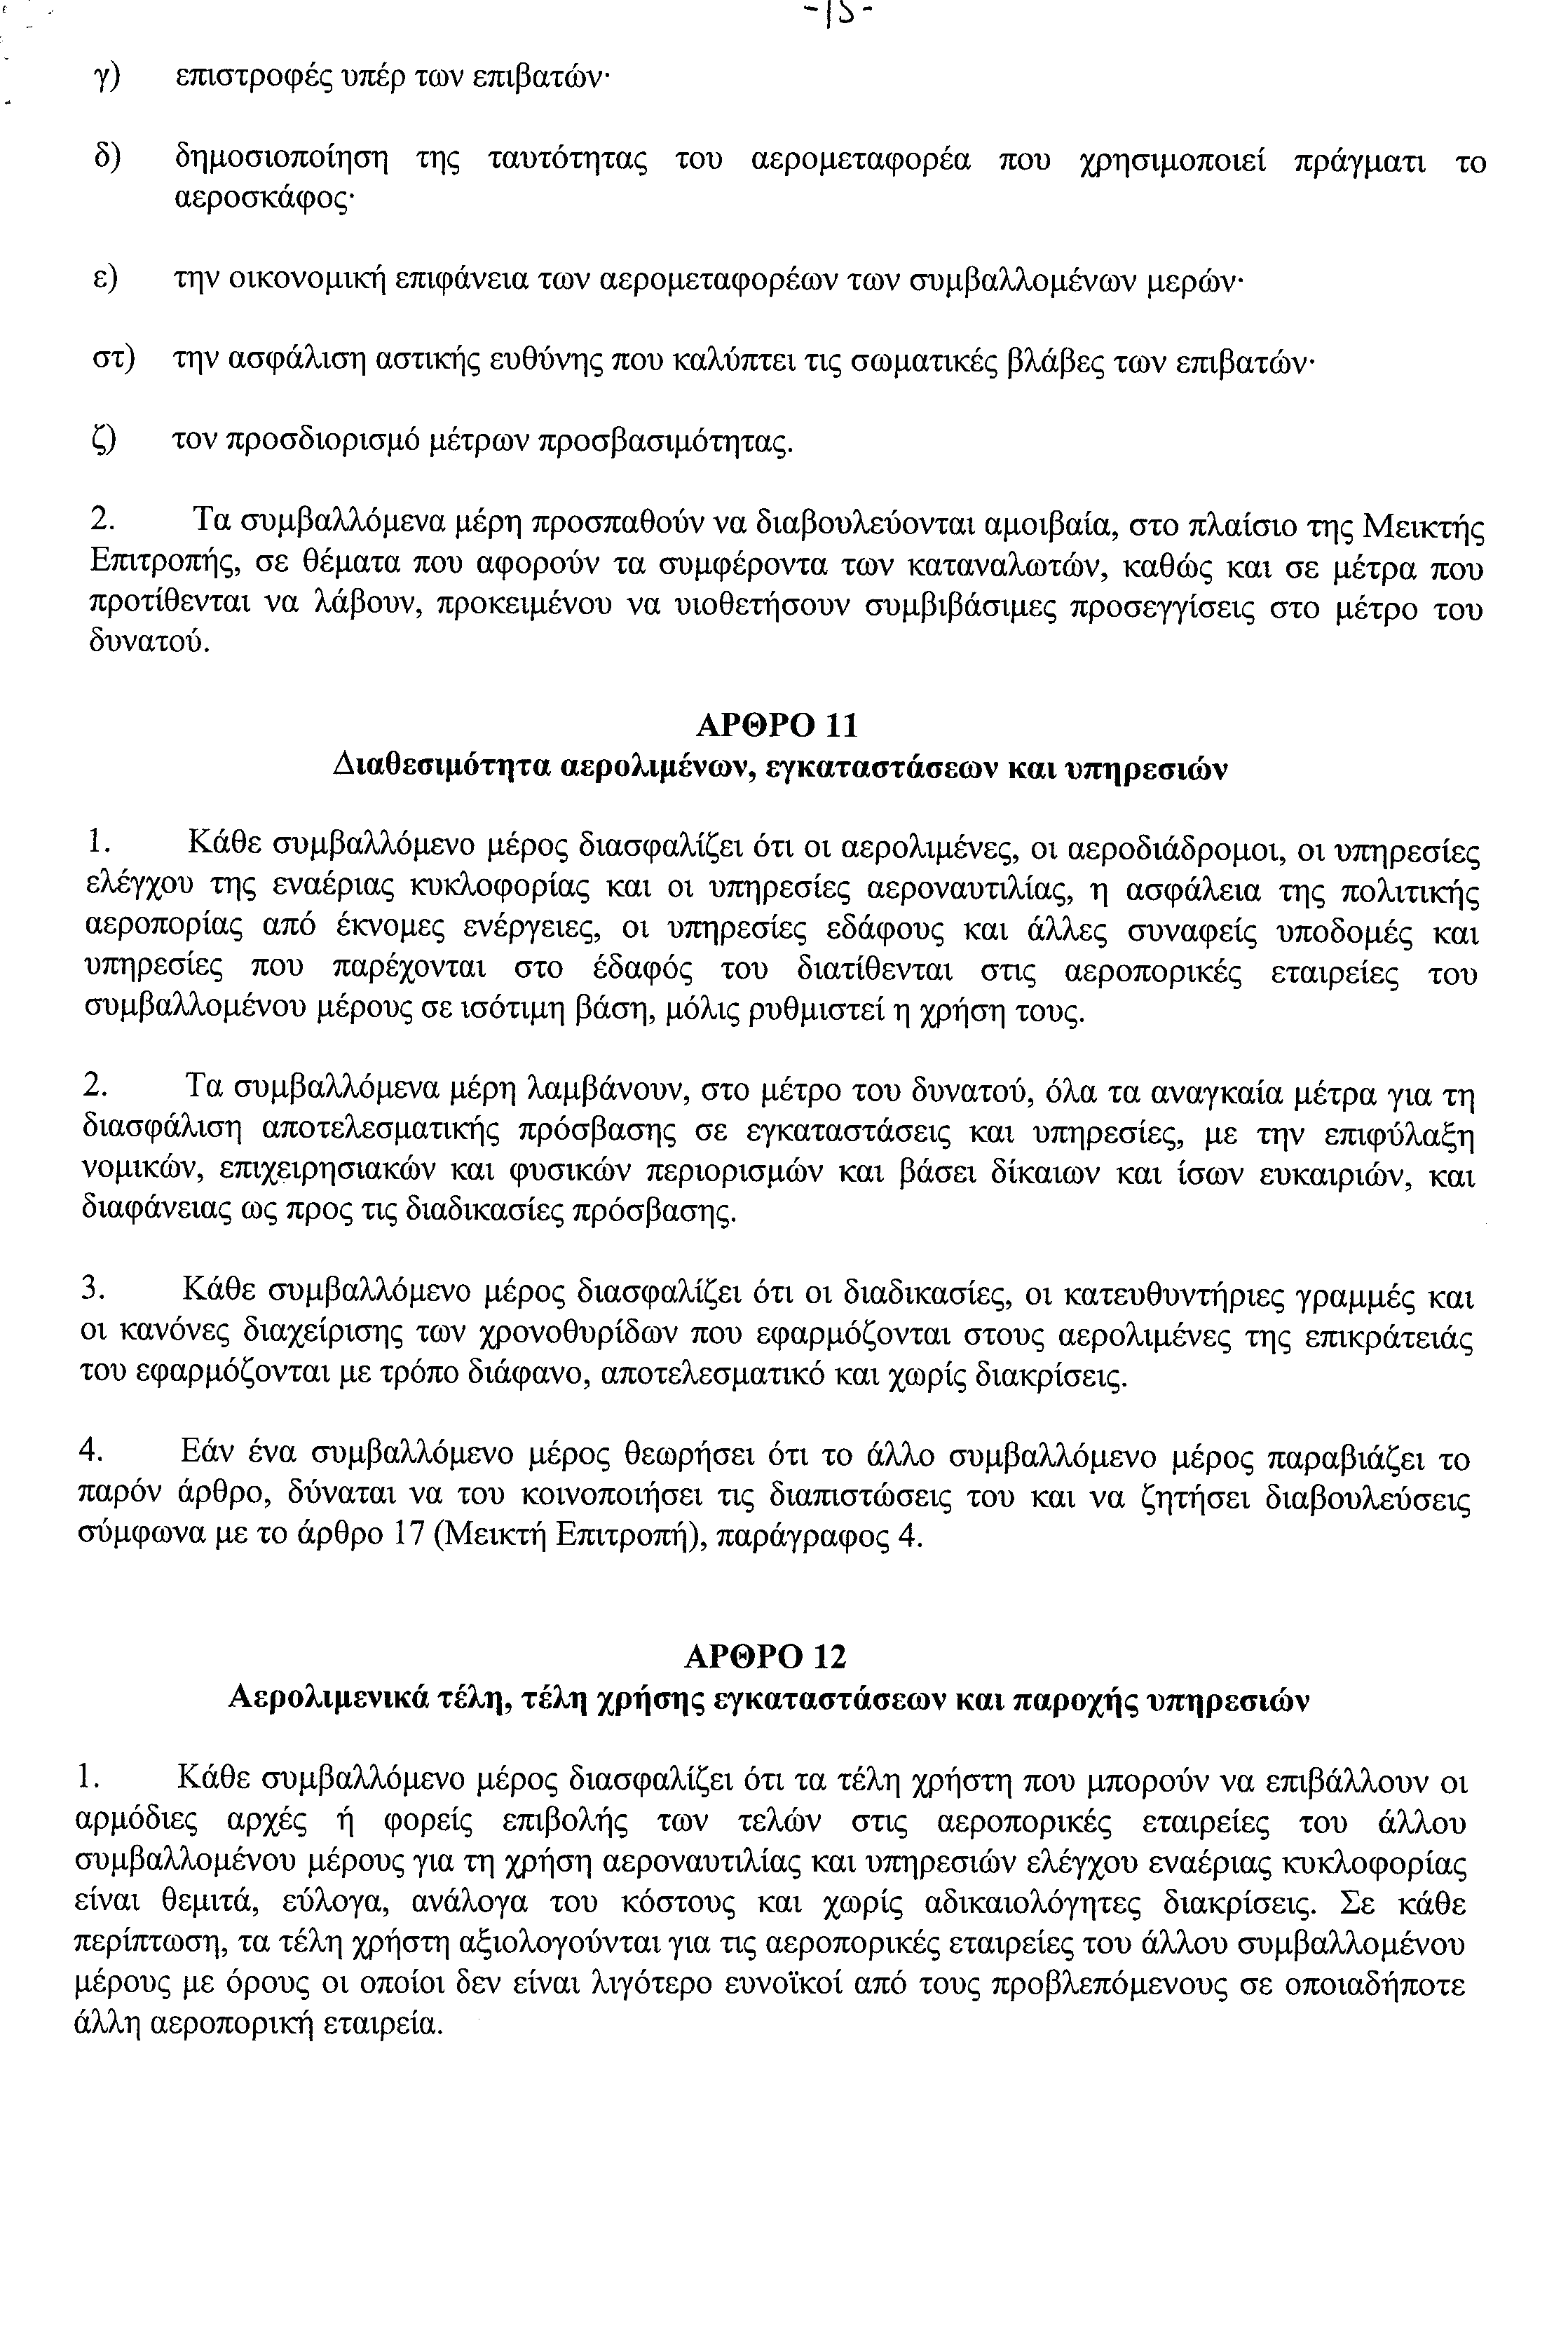 -15-
γ) επιστροφές υπέρ των επιβατών·
δ) δημοσιοποίηση της ταυτότητας του αερομεταφορέα που χρησιμοποιεί πράγματι το
αεροσκάφος·
ε) την οικονομική επιφάνεια των αερομεταφορέων των συμβαλλομένων μερών·
στ) την ασφάλιση αστικής ευθύνης που καλύπτει τις σωματικές βλάβες των επιβατών·
ζ) τον προσδιορισμό μέτρων προσβασιμότητας.
2. Τα συμβαλλόμενα μέρη προσπαθούν να διαβουλεύονται αμοιβαία, στο πλαίσιο της Μεικτής
Επιτροπής, σε θέματα που αφορούν τα συμφέροντα των καταναλωτών, καθώς και σε μέτρα που
προτίθενται να λάβουν, προκειμένου να υιοθετήσουν συμβιβάσιμες προσεγγίσεις στο μέτρο του
δυνατού.
ΑΡΘΡΟ 11
Διαθεσιμότητα αερολιμένων, εγκαταστάσεων και υπηρεσιών
1. Κάθε συμβαλλόμενο μέρος διασφαλίζει ότι οι αερολιμένες, οι αεροδιάδρομοι, οι υπηρεσίες
ελέγχου της εναέριας κυκλοφορίας και οι υπηρεσίες αεροναυτιλίας, η ασφάλεια της πολιτικής
αεροπορίας από έκνομες ενέργειες, οι υπηρεσίες εδάφους και άλλες συναφείς υποδομές και
υπηρεσίες που παρέχονται στο έδαφός του διατίθενται στις αεροπορικές εταιρείες του
συμβαλλομένου μέρους σε ισότιμη βάση, μόλις ρυθμιστεί η χρήση τους.
2. Τα συμβαλλόμενα μέρη λαμβάνουν, στο μέτρο του δυνατού, όλα τα αναγκαία μέτρα για τη
διασφάλιση αποτελεσματικής πρόσβασης σε εγκαταστάσεις και υπηρεσίες, με την επιφύλαξη
νομικών, επιχειρησιακών και φυσικών περιορισμών και βάσει δίκαιων και ίσων ευκαιριών, και
διαφάνειας ως προς τις διαδικασίες πρόσβασης.
3. Κάθε συμβαλλόμενο μέρος διασφαλίζει ότι οι διαδικασίες, οι κατευθυντήριες γραμμές και
οι κανόνες διαχείρισης των χρονοθυρίδων που εφαρμόζονται στους αερολιμένες της επικράτειάς
του εφαρμόζονται με τρόπο διάφανο, αποτελεσματικό και χωρίς διακρίσεις.
4. Εάν ένα συμβαλλόμενο μέρος θεωρήσει ότι το άλλο συμβαλλόμενο μέρος παραβιάζει το
παρόν άρθρο, δύναται να του κοινοποιήσει τις διαπιστώσεις του και να ζητήσει διαβουλεύσεις
σύμφωνα με το άρθρο 17 (Μεικτή Επιτροπή), παράγραφος 4.
ΑΡΘΡΟ 12
Αερολιμενικά τέλη, τέλη χρήσης εγκαταστάσεων και παροχής υπηρεσιών
1. Κάθε συμβαλλόμενο μέρος διασφαλίζει ότι τα τέλη χρήστη που μπορούν να επιβάλλουν οι
αρμόδιες αρχές ή φορείς επιβολής των τελών στις αεροπορικές εταιρείες του άλλου
συμβαλλομένου μέρους για τη χρήση αεροναυτιλίας και υπηρεσιών ελέγχου εναέριας κυκλοφορίας
είναι θεμιτά, εύλογα, ανάλογα του κόστους και χωρίς αδικαιολόγητες διακρίσεις. Σε κάθε
περίπτωση, τα τέλη χρήστη αξιολογούνται για τις αεροπορικές εταιρείες του άλλου συμβαλλομένου
μέρους με όρους οι οποίοι δεν είναι λιγότερο ευνοϊκοί από τους προβλεπόμενους σε οποιαδήποτε
άλλη αεροπορική εταιρεία.